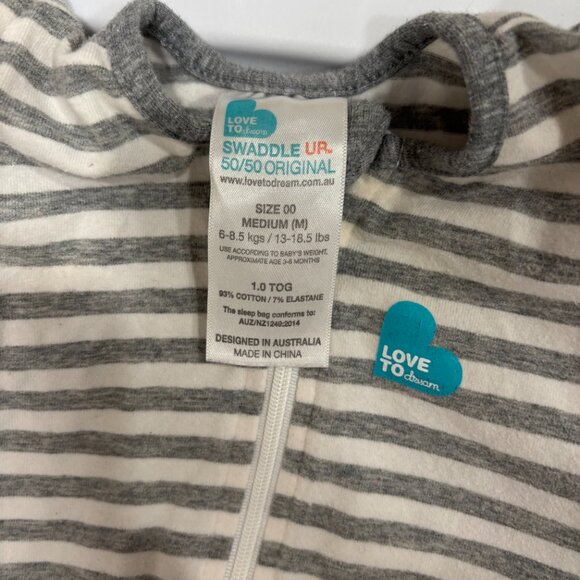 LOVE
TO dream
SWADDLE UP™
50/50 ORIGINAL
www.lovetodream.com.au
SIZE 00
MEDIUM (M)
6-8.5 kgs / 13-18.5 lbs
USE ACCORDING TO BABY'S WEIGHT.
APPROXIMATE AGE 3-6 MONTHS
1.0 TOG
93% COTTON / 7% ELASTANE
The sleep bag conforms to:
AUZ/NZ1249:2014
DESIGNED IN AUSTRALIA
MADE IN CHINA
LOVE
TO dream